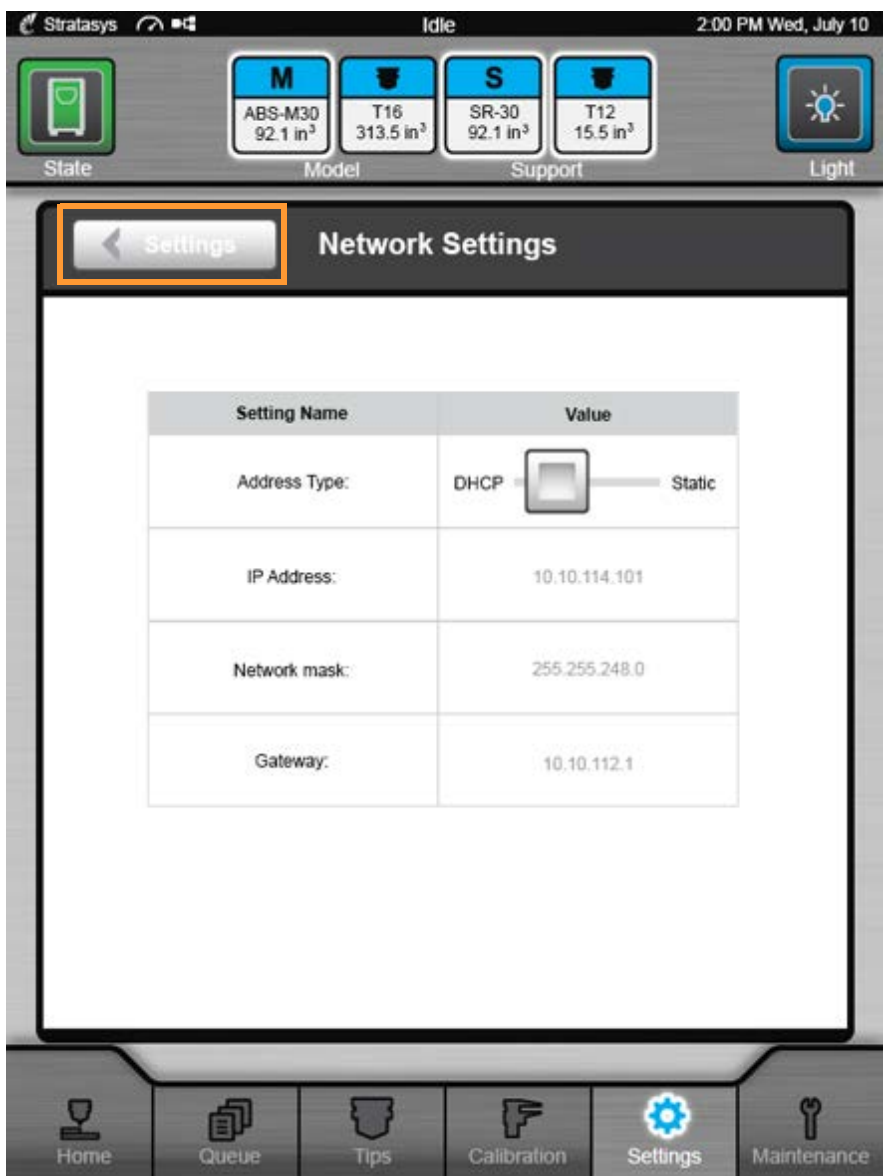 Stratasys Idle 2:00 PM Wed, July 10
M S
ABS-M30 T16 SR-30 T12
92.1 in³ 313.5 in³ 92.1 in³ 15.5 in³
State Model Support Light
Settings Network Settings
Setting Name Value
Address Type: DHCP Static
IP Address: 10.10.114.101
Network mask: 255.255.248.0
Gateway: 10.10.112.1
Home Queue Tips Calibration Settings Maintenance